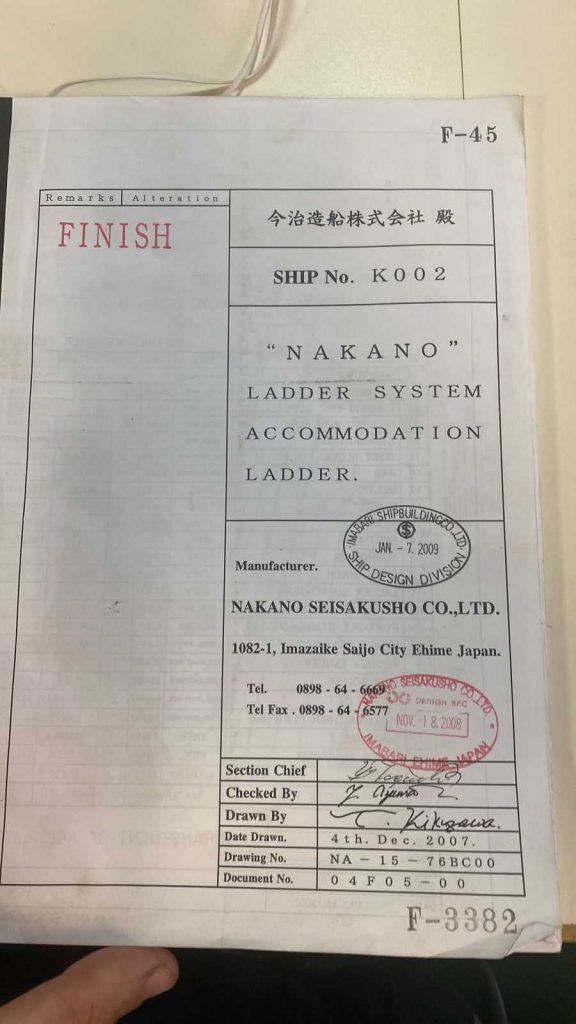 F-45
Remarks Alteration
FINISH
今治造船株式会社 殿
SHIP No. K002
"NAKANO"
LADDER SYSTEM
ACCOMMODATION
LADDER.
IMABARI SHIPBUILDING CO., LTD.
JAN. - 7. 2009
SHIP DESIGN DIVISION
Manufacturer.
NAKANO SEISAKUSHO CO.,LTD.
1082-1, Imazaike Saijo City Ehime Japan.
Tel. 0898 - 64 - 6669
Tel Fax . 0898 - 64 - 6577
NAKANO SEISAKUSHO CO., LTD
DESIGN SEC
NOV. 18. 2008
IMABARI EHIME JAPAN
Section Chief
Checked By
Drawn By T. Kikizawa.
Date Drawn. 4th. Dec. 2007.
Drawing No. NA-15-76BC00
Document No. 04F05-00
F-3382